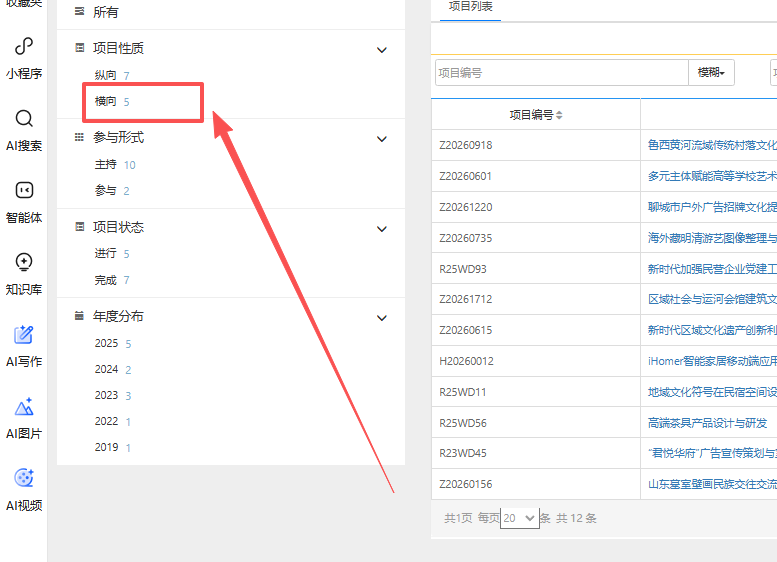 收藏夹
小程序
AI搜索
智能体
知识库
AI写作
AI图片
AI视频
所有
项目性质
纵向 7
横向 5
参与形式
主持 10
参与 2
项目状态
进行 5
完成 7
年度分布
2025 5
2024 2
2023 3
2022 1
2019 1
项目列表
项目编号 模糊
项目编号
Z20260918 鲁西黄河流域传统村落文化
Z20260601 多元主体赋能高等学校艺术
Z20261220 聊城市户外广告招牌文化提
Z20260735 海外藏明清游艺图像整理与
R25WD93 新时代加强民营企业党建工
Z20261712 区域社会与运河会馆建筑文
Z20260615 新时代区域文化遗产创新利
H20260012 iHomer智能家居移动端应用
R25WD11 地域文化符号在民宿空间设
R25WD56 高端茶具产品设计与研发
R23WD45 "君悦华府"广告宣传策划与
Z20260156 山东墓室壁画民族交往交流
共1页 每页 20 条 共 12 条